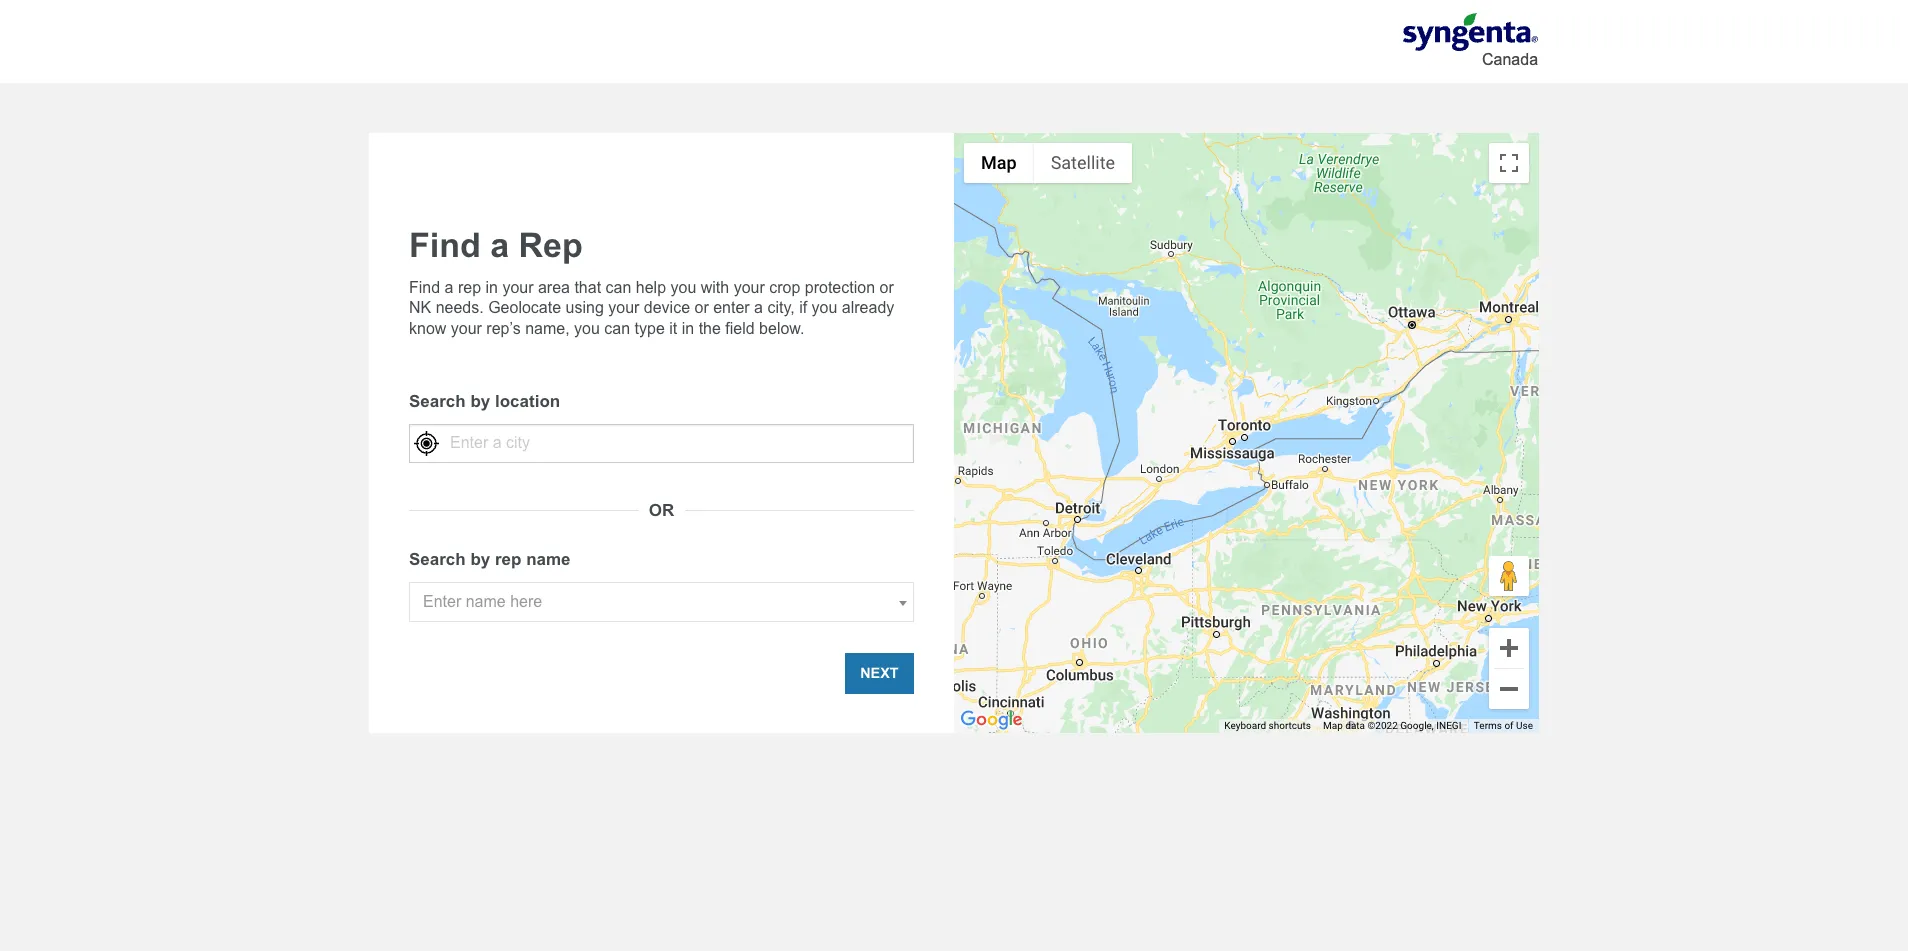 syngenta®
Canada
Find a Rep
Find a rep in your area that can help you with your crop protection or
NK needs. Geolocate using your device or enter a city, if you already
know your rep's name, you can type it in the field below.
Search by location
Enter a city
OR
Search by rep name
Enter name here
NEXT
Map
Satellite
La Verendrye
Wildlife
Reserve
Sudbury
Algonquin
Provincial
Park
Manitoulin
Island
Ottawa
Montreal
Lake Huron
Kingston
VER
MICHIGAN
Toronto
Mississauga
Rochester
Rapids
London
Buffalo
NEW YORK
Albany
Detroit
MASSA
Ann Arbor
Lake Erie
Toledo
Cleveland
Fort Wayne
New York
PENNSYLVANIA
Pittsburgh
OHIO
NA
Philadelphia
Columbus
olis
MARYLAND
NEW JERSE
Cincinnati
Washington
Google
Keyboard shortcuts
Map data ©2022 Google, INEGI
Terms of Use